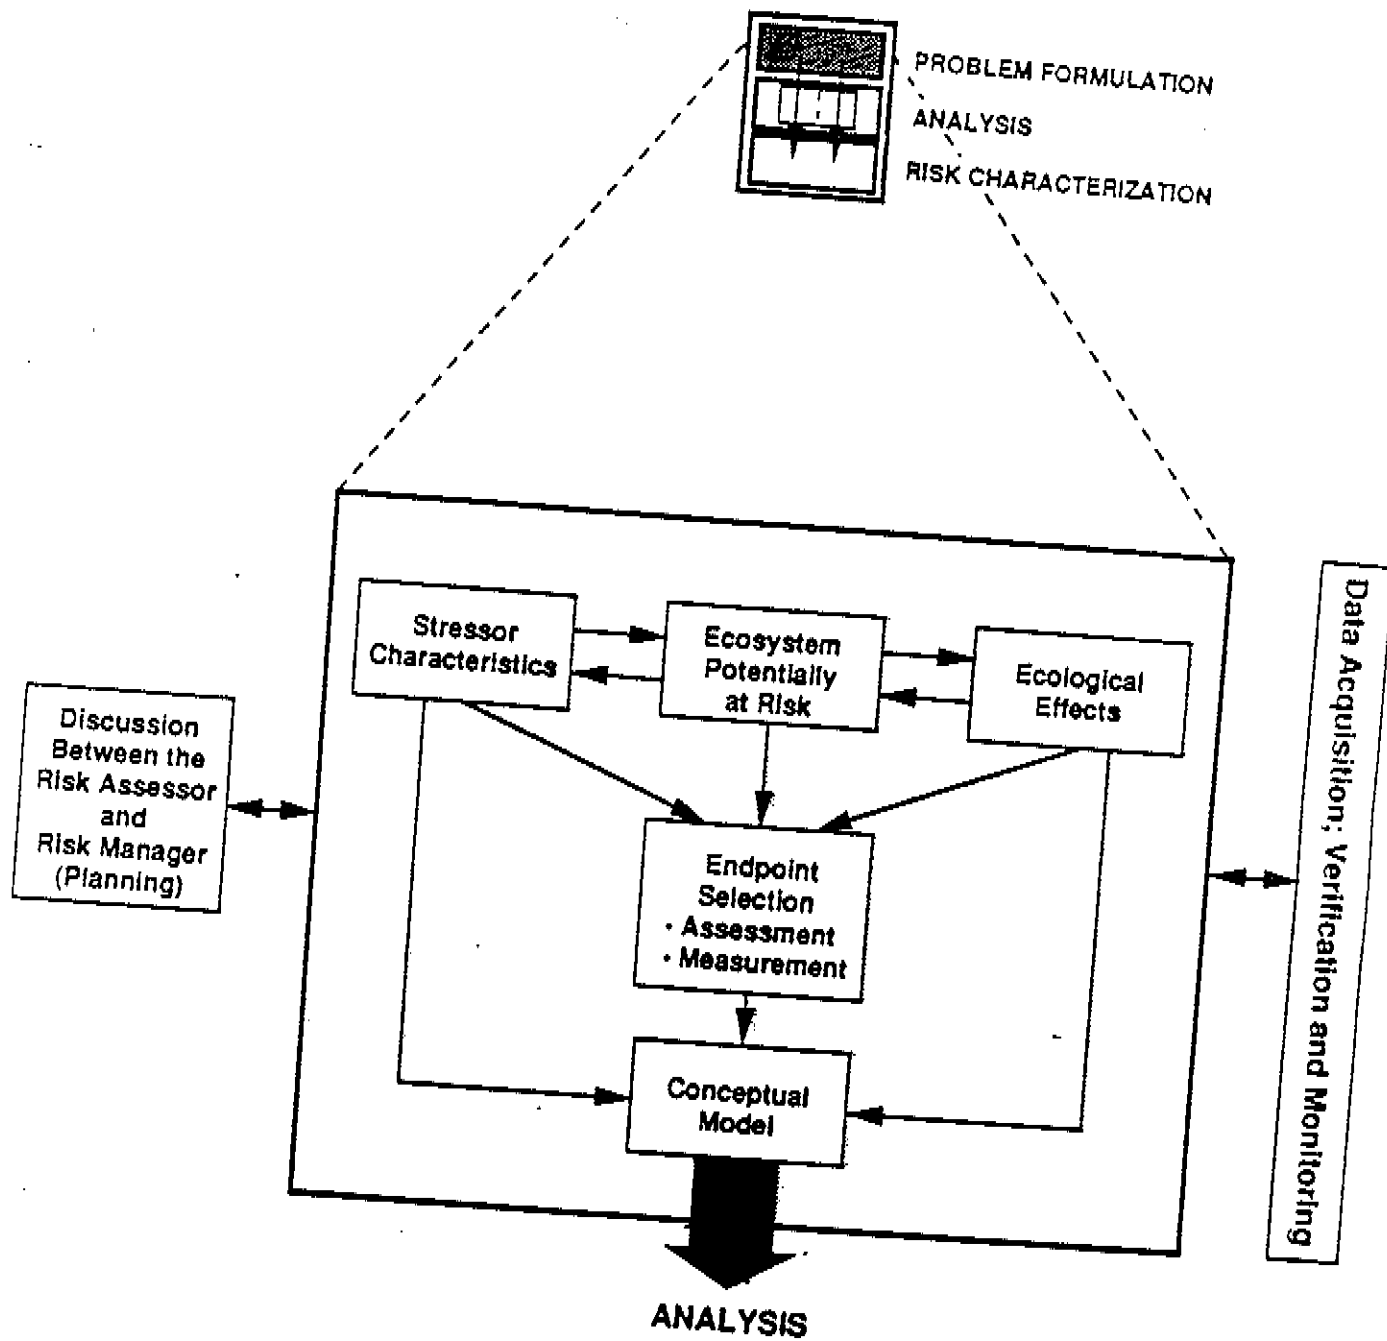 PROBLEM FORMULATION
ANALYSIS
RISK CHARACTERIZATION
Stressor
Characteristics
Ecosystem
Potentially
at Risk
Ecological
Effects
Discussion
Between the
Risk Assessor
and
Risk Manager
(Planning)
Endpoint
Selection
• Assessment
• Measurement
Conceptual
Model
Data Acquisition; Verification and Monitoring
ANALYSIS